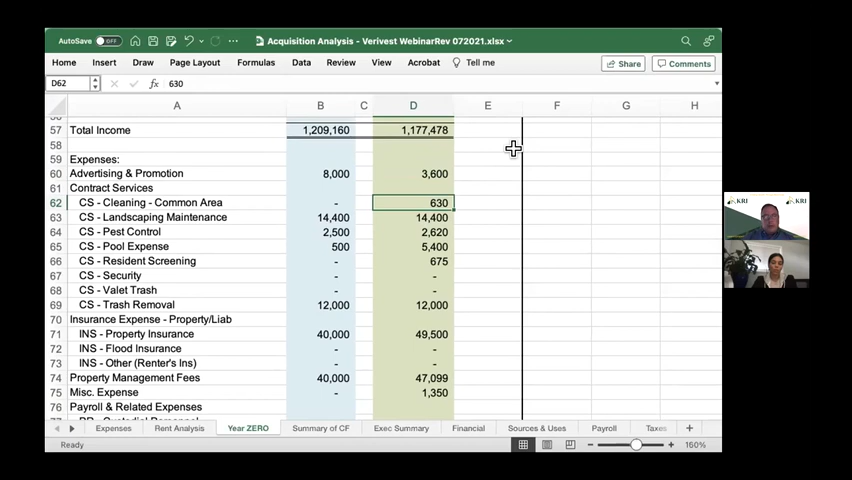 AutoSave OFF ... Acquisition Analysis - Verivest WebinarRev 072021.xlsx
Home Insert Draw Page Layout Formulas Data Review View Acrobat Tell me Share Comments
D62 fx 630
A B C D E F G H
57 Total Income 1,209,160 1,177,478
58
59 Expenses:
60 Advertising & Promotion 8,000 3,600
61 Contract Services
62 CS - Cleaning - Common Area - 630
63 CS - Landscaping Maintenance 14,400 14,400
64 CS - Pest Control 2,500 2,620
65 CS - Pool Expense 500 5,400
66 CS - Resident Screening - 675
67 CS - Security - -
68 CS - Valet Trash - -
69 CS - Trash Removal 12,000 12,000
70 Insurance Expense - Property/Liab
71 INS - Property Insurance 40,000 49,500
72 INS - Flood Insurance - -
73 INS - Other (Renter's Ins) - -
74 Property Management Fees 40,000 47,099
75 Misc. Expense - 1,350
76 Payroll & Related Expenses
Expenses Rent Analysis Year ZERO Summary of CF Exec Summary Financial Sources & Uses Payroll Taxes +
Ready - + 160%
KRI KRI